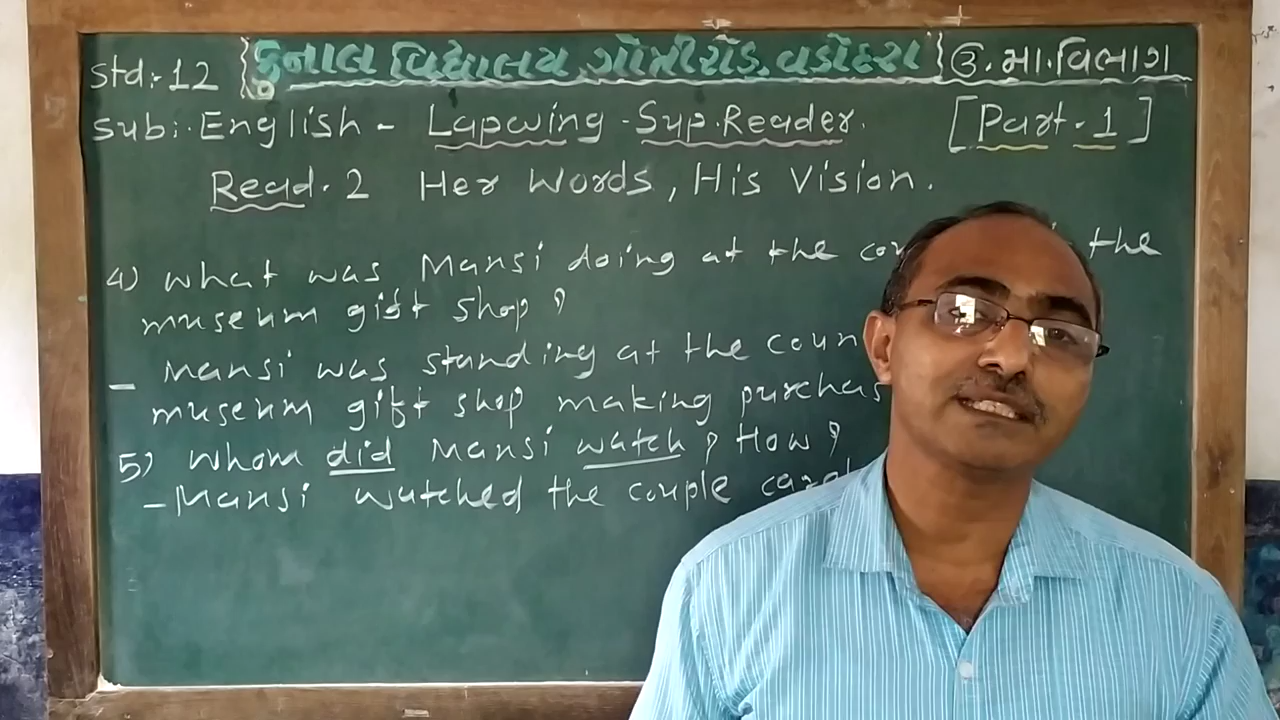 Std:-12 { કુનાલ વિદ્યાલય ગોત્રીરોડ, વડોદરા } ઉ.મા.વિભાગ
Sub:- English - Lapwing - Sup. Reader. [Part-1]
Read-2 Her Words, His Vision.
4) What was Mansi doing at the the
museum gift shop?
- Mansi was standing at the coun
museum gift shop making purchas
5) Whom did Mansi watch? How?
- Mansi watched the couple